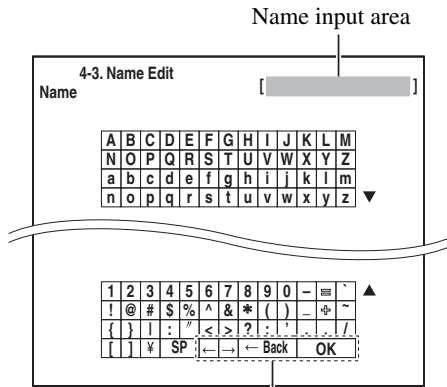 Name input area
4-3. Name Edit
Name [ ]
A B C D E F G H I J K L M
N O P Q R S T U V W X Y Z
a b c d e f g h i j k l m
n o p q r s t u v w x y z ▼
1 2 3 4 5 6 7 8 9 0 – = ` ▲
! @ # $ % ^ & * ( ) _ + ~
{ } | : " < > ? ; ' , . /
[ ] ¥ SP ← → ← Back OK